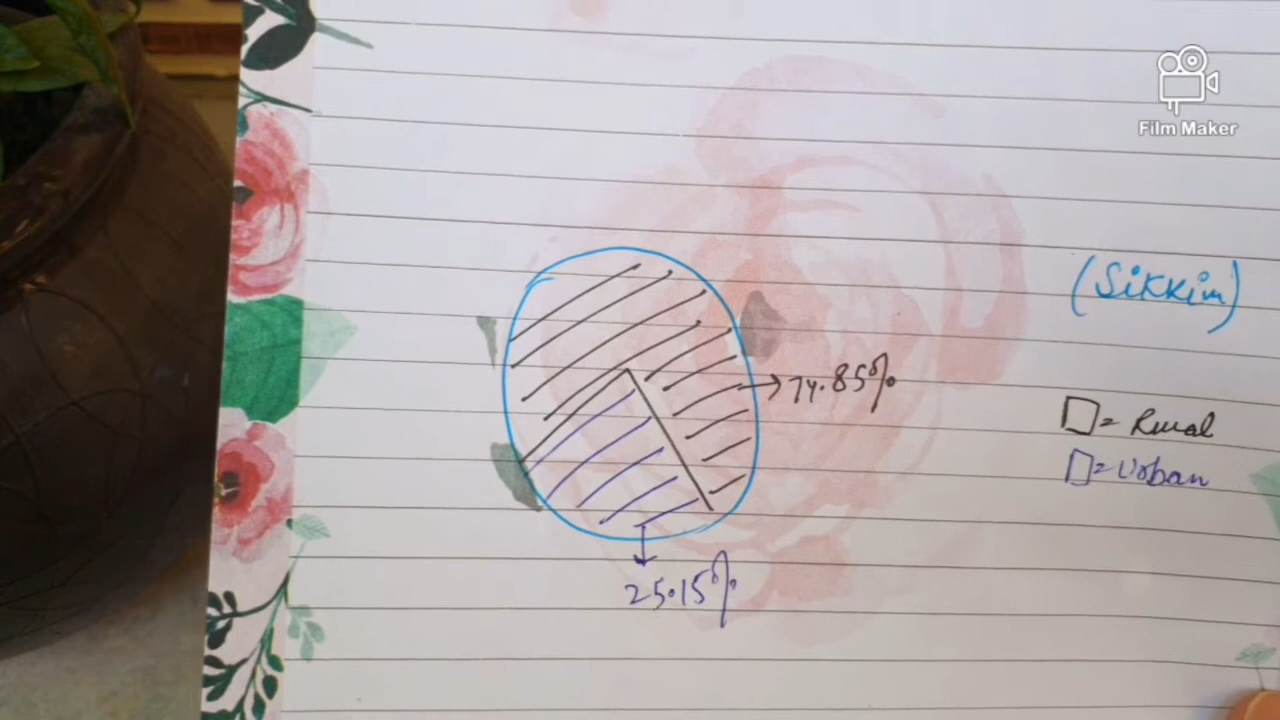 Film Maker
(Sikkim)
74.85%
□= Rural
□= Urban
25.15%